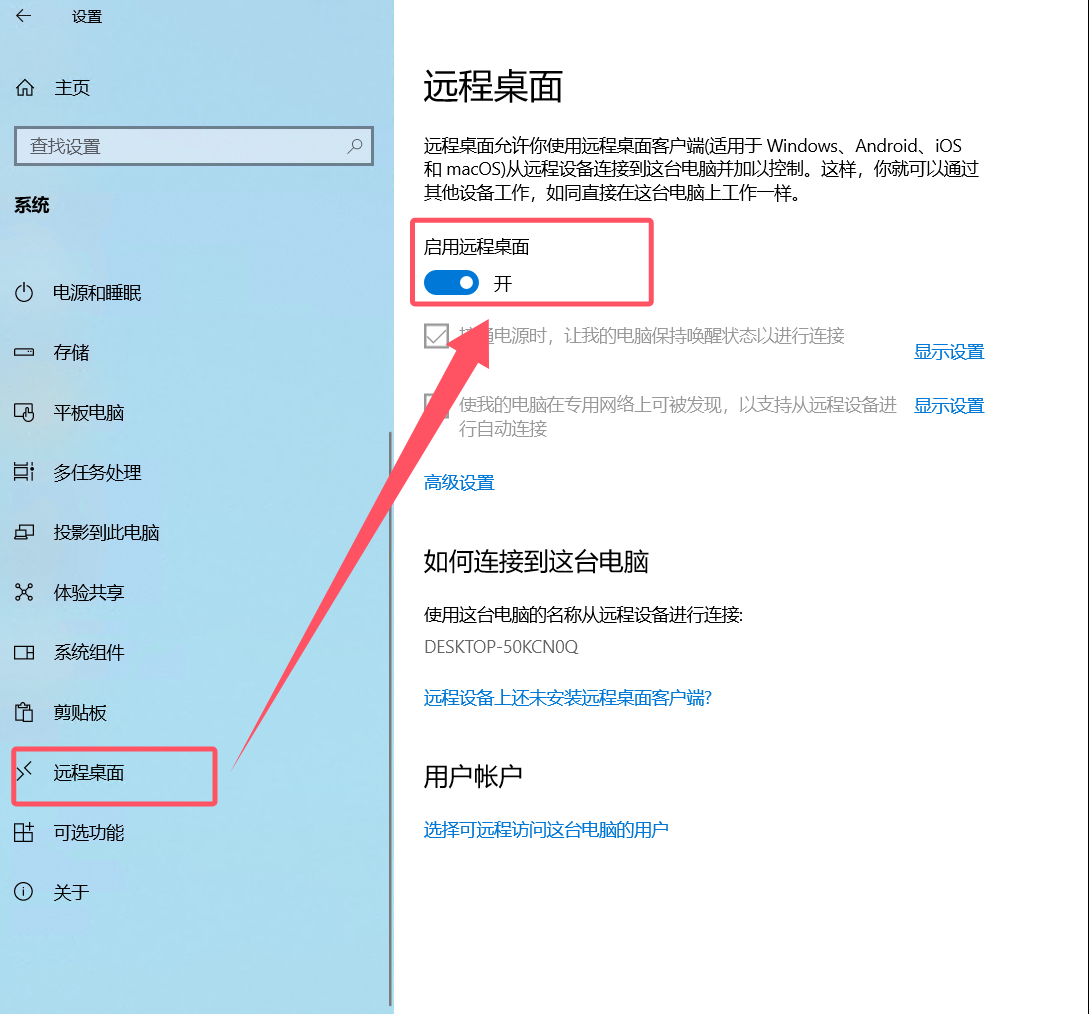 设置
主页
查找设置
系统
电源和睡眠
存储
平板电脑
多任务处理
投影到此电脑
体验共享
系统组件
剪贴板
远程桌面
可选功能
关于
远程桌面
远程桌面允许你使用远程桌面客户端(适用于 Windows、Android、iOS
和 macOS)从远程设备连接到这台电脑并加以控制。这样，你就可以通过
其他设备工作，如同直接在这台电脑上工作一样。
启用远程桌面
开
电源时，让我的电脑保持唤醒状态以进行连接
显示设置
使我的电脑在专用网络上可被发现，以支持从远程设备进
行自动连接
显示设置
高级设置
如何连接到这台电脑
使用这台电脑的名称从远程设备进行连接:
DESKTOP-50KCN0Q
远程设备上还未安装远程桌面客户端?
用户帐户
选择可远程访问这台电脑的用户